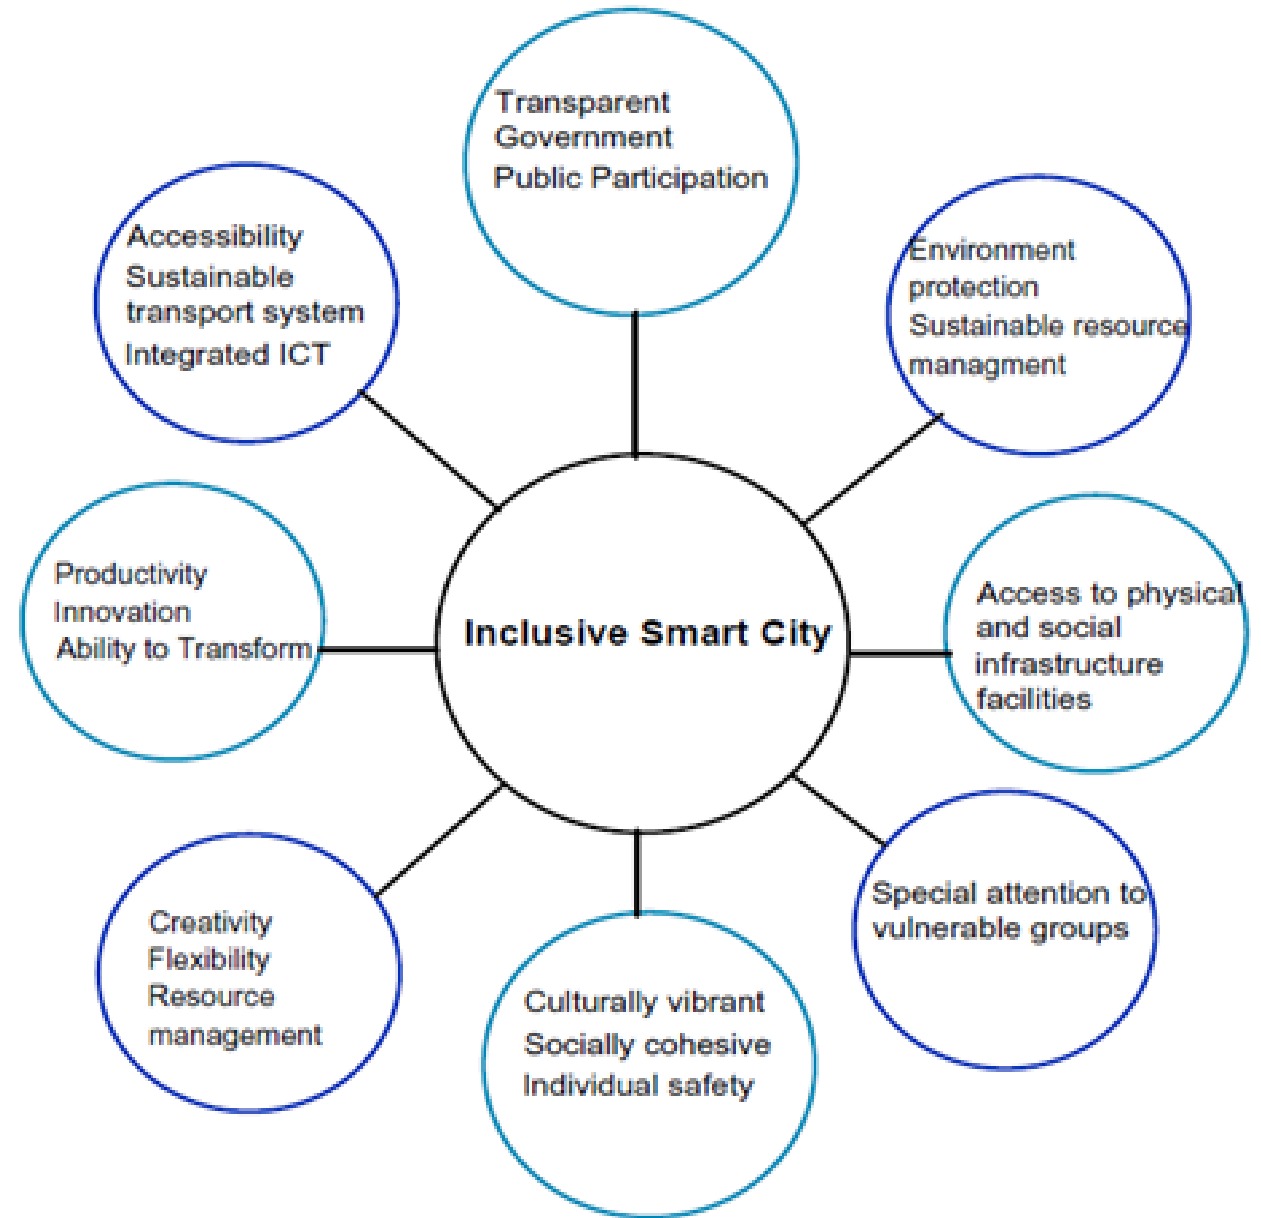 Transparent
Government
Public Participation
Accessibility
Sustainable
transport system
Integrated ICT
Environment
protection
Sustainable resource
managment
Productivity
Innovation
Ability to Transform
Inclusive Smart City
Access to physical
and social
infrastructure
facilities
Creativity
Flexibility
Resource
management
Special attention to
vulnerable groups
Culturally vibrant
Socially cohesive
Individual safety